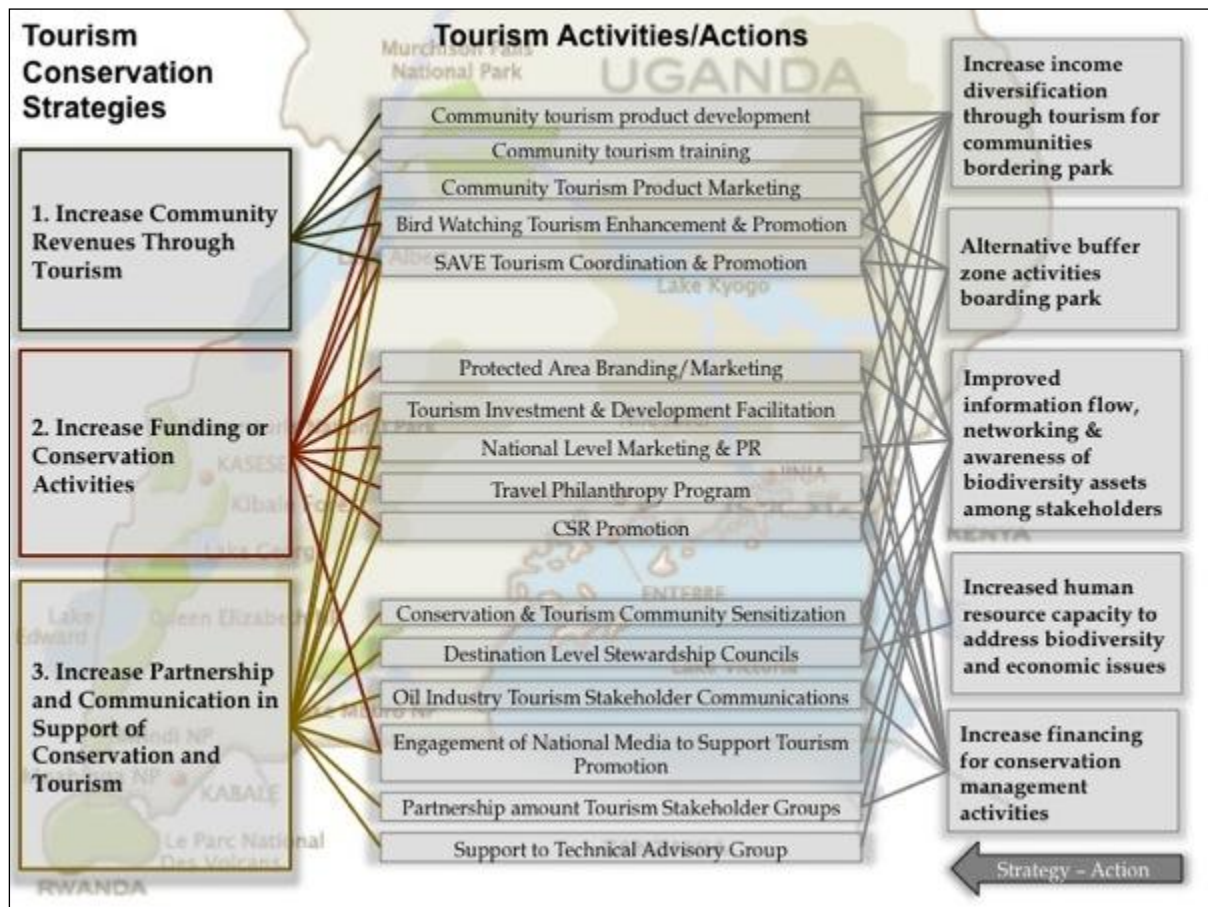 Tourism
Conservation
Strategies
1. Increase Community
Revenues Through
Tourism
2. Increase Funding or
Conservation
Activities
3. Increase Partnership
and Communication in
Support of
Conservation and
Tourism
Tourism Activities/Actions
Community tourism product development
Community tourism training
Community Tourism Product Marketing
Bird Watching Tourism Enhancement & Promotion
SAVE Tourism Coordination & Promotion
Protected Area Branding/Marketing
Tourism Investment & Development Facilitation
National Level Marketing & PR
Travel Philanthropy Program
CSR Promotion
Conservation & Tourism Community Sensitization
Destination Level Stewardship Councils
Oil Industry Tourism Stakeholder Communications
Engagement of National Media to Support Tourism
Promotion
Partnership amount Tourism Stakeholder Groups
Support to Technical Advisory Group
Increase income
diversification
through tourism for
communities
bordering park
Alternative buffer
zone activities
boarding park
Improved
information flow,
networking &
awareness of
biodiversity assets
among stakeholders
Increased human
resource capacity to
address biodiversity
and economic issues
Increase financing
for conservation
management
activities
Strategy – Action
Murchison Falls
National Park
UGANDA
Lake Kyogo
KASESE
Kibale
Lake George
Lake
Edward
Queen Elizabeth
JINJA
ENTEBBE
KENYA
Lake Victoria
KABALE
Le Parc National
Des Volcans
RWANDA